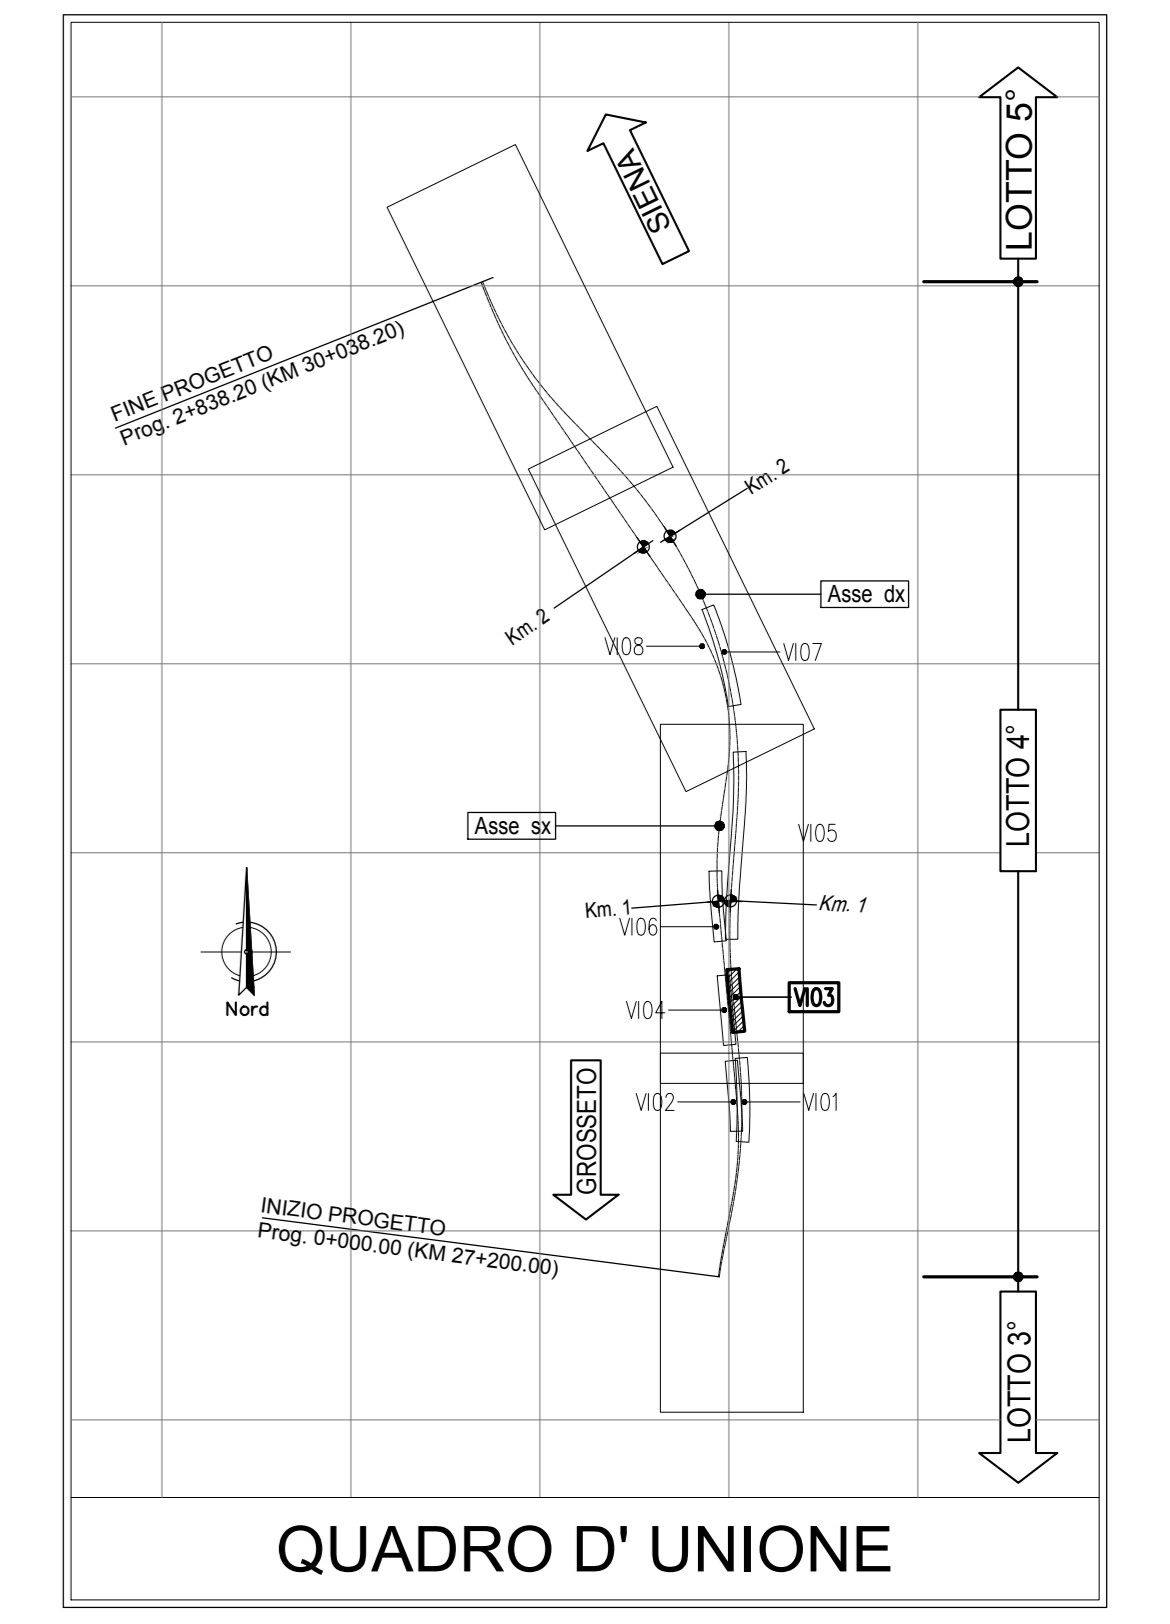 LOTTO 5°
SIENA
FINE PROGETTO
Prog. 2+838.20 (KM 30+038.20)
Km. 2
Km. 2
Asse dx
VI08
VI07
LOTTO 4°
Asse sx
VI05
Km. 1
Km. 1
VI06
VI03
VI04
Nord
GROSSETO
VI02
VI01
INIZIO PROGETTO
Prog. 0+000.00 (KM 27+200.00)
LOTTO 3°
QUADRO D' UNIONE